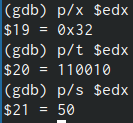 (gdb) p/x $edx
$19 = 0x32
(gdb) p/t $edx
$20 = 110010
(gdb) p/s $edx
$21 = 50